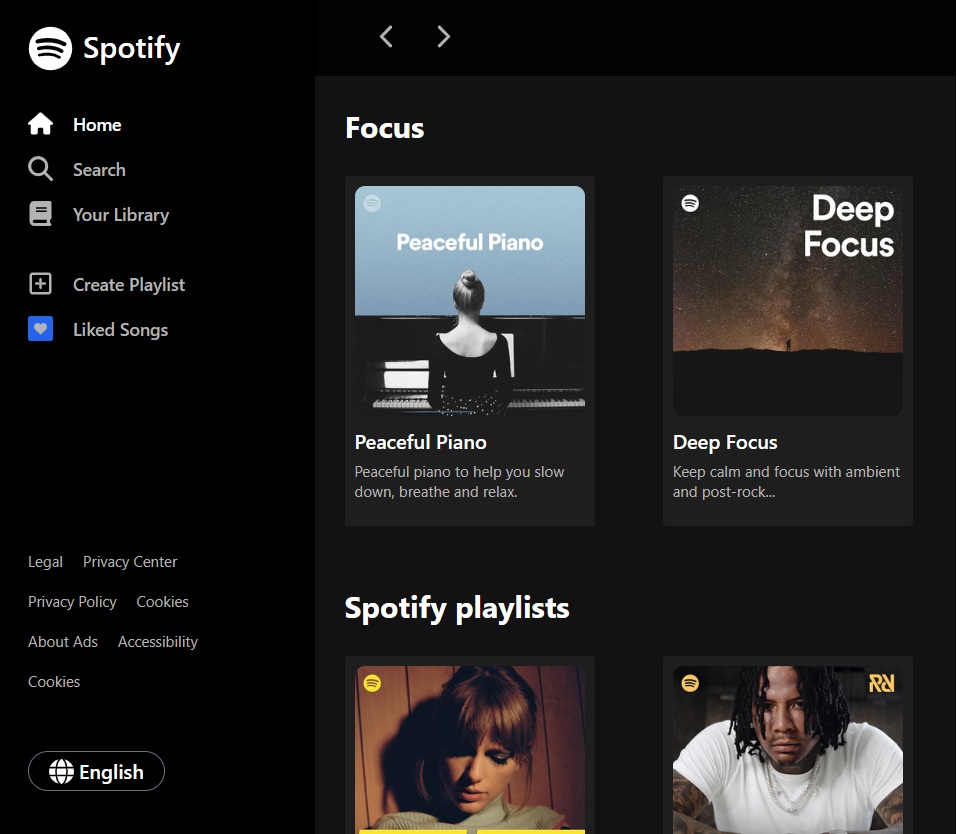 Spotify
Home
Search
Your Library
Create Playlist
Liked Songs
Legal Privacy Center
Privacy Policy Cookies
About Ads Accessibility
Cookies
English
Focus
Peaceful Piano
Peaceful Piano
Peaceful piano to help you slow
down, breathe and relax.
Deep
Focus
Deep Focus
Keep calm and focus with ambient
and post-rock...
Spotify playlists